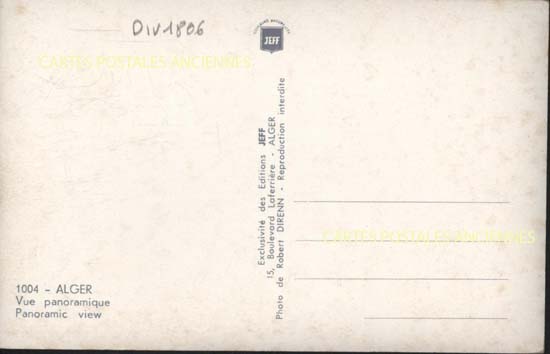 Div1806
JEFF
CARTES POSTALES ANCIENNES
Exclusivité des Editions JEFF
15, Boulevard Laferrière - ALGER
Photo de Robert DIRENN - Reproduction interdite
CARTES POSTALES ANCIENNES
1004 - ALGER
Vue panoramique
Panoramic view